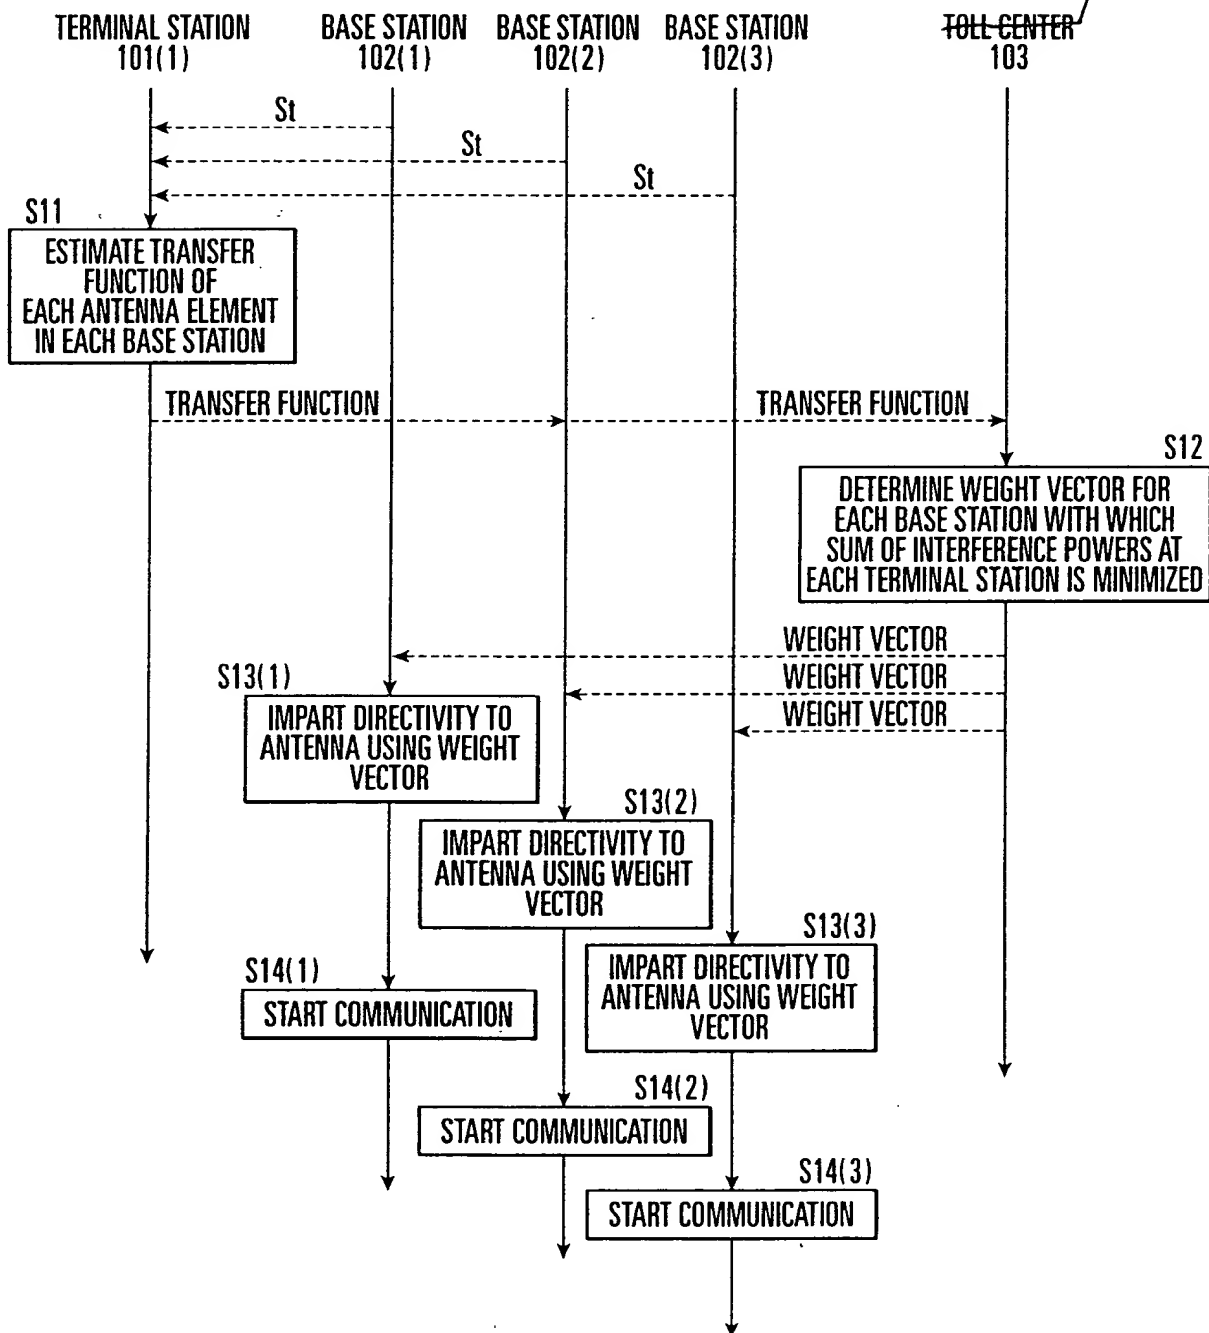 TERMINAL STATION
101(1)
BASE STATION
102(1)
BASE STATION
102(2)
BASE STATION
102(3)
TOLL CENTER
103
St
St
St
S11
ESTIMATE TRANSFER
FUNCTION OF
EACH ANTENNA ELEMENT
IN EACH BASE STATION
TRANSFER FUNCTION
TRANSFER FUNCTION
S12
DETERMINE WEIGHT VECTOR FOR
EACH BASE STATION WITH WHICH
SUM OF INTERFERENCE POWERS AT
EACH TERMINAL STATION IS MINIMIZED
WEIGHT VECTOR
WEIGHT VECTOR
WEIGHT VECTOR
S13(1)
IMPART DIRECTIVITY TO
ANTENNA USING WEIGHT
VECTOR
S13(2)
IMPART DIRECTIVITY TO
ANTENNA USING WEIGHT
VECTOR
S13(3)
IMPART DIRECTIVITY TO
ANTENNA USING WEIGHT
VECTOR
S14(1)
START COMMUNICATION
S14(2)
START COMMUNICATION
S14(3)
START COMMUNICATION